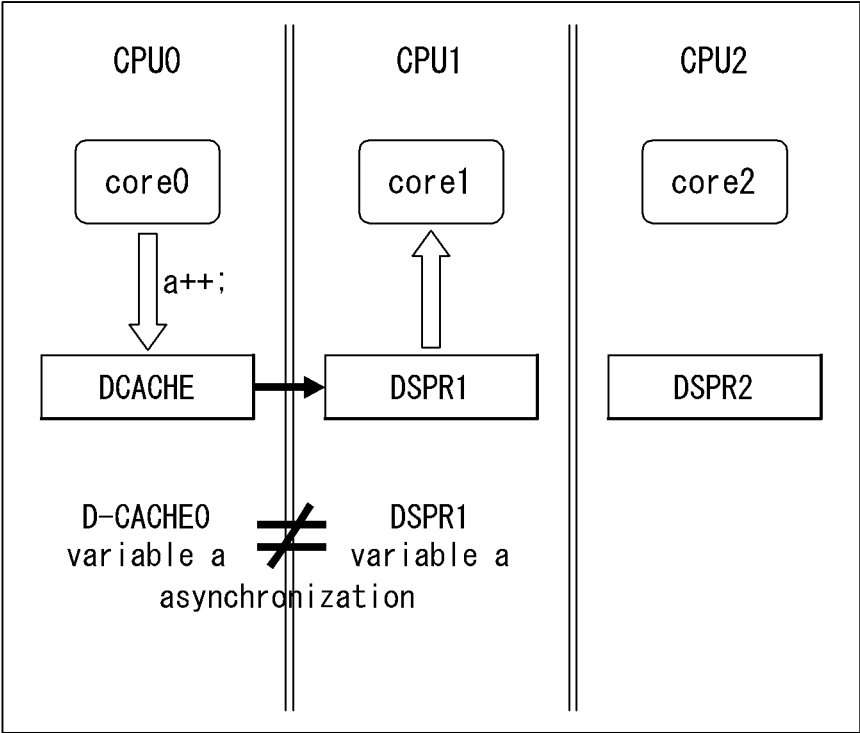 CPU0 CPU1 CPU2
core0 core1 core2
a++;
DCACHE DSPR1 DSPR2
D-CACHE0 DSPR1
variable a variable a
asynchronization